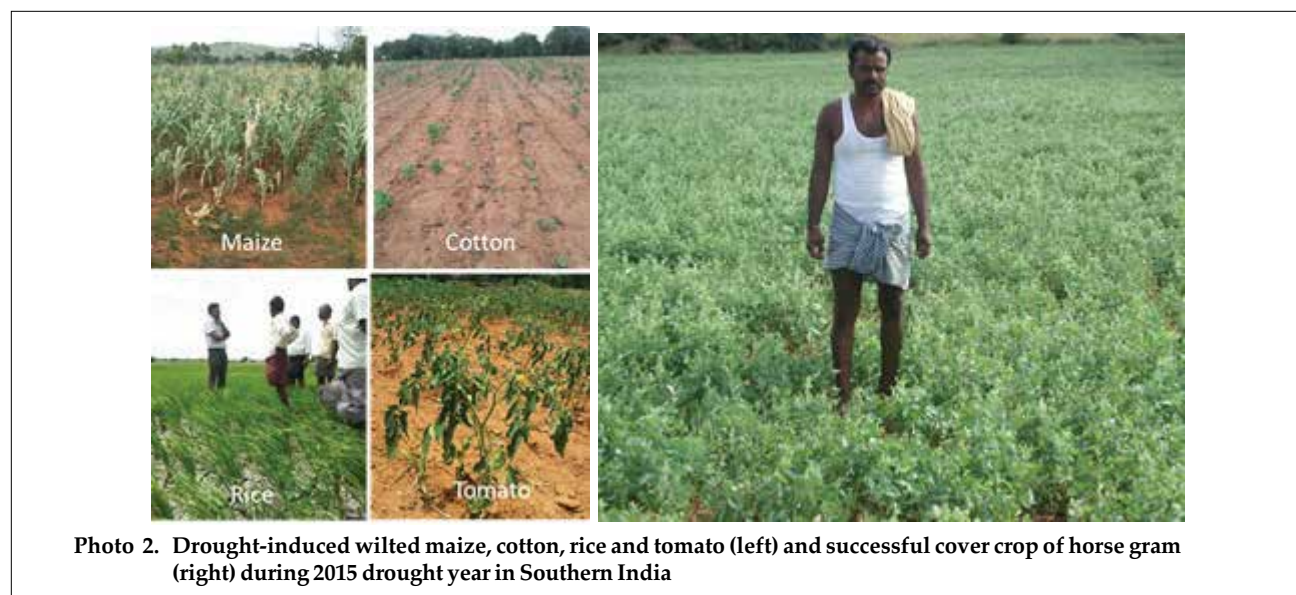 Maize
Cotton
Rice
Tomato
Photo 2. Drought-induced wilted maize, cotton, rice and tomato (left) and successful cover crop of horse gram
(right) during 2015 drought year in Southern India